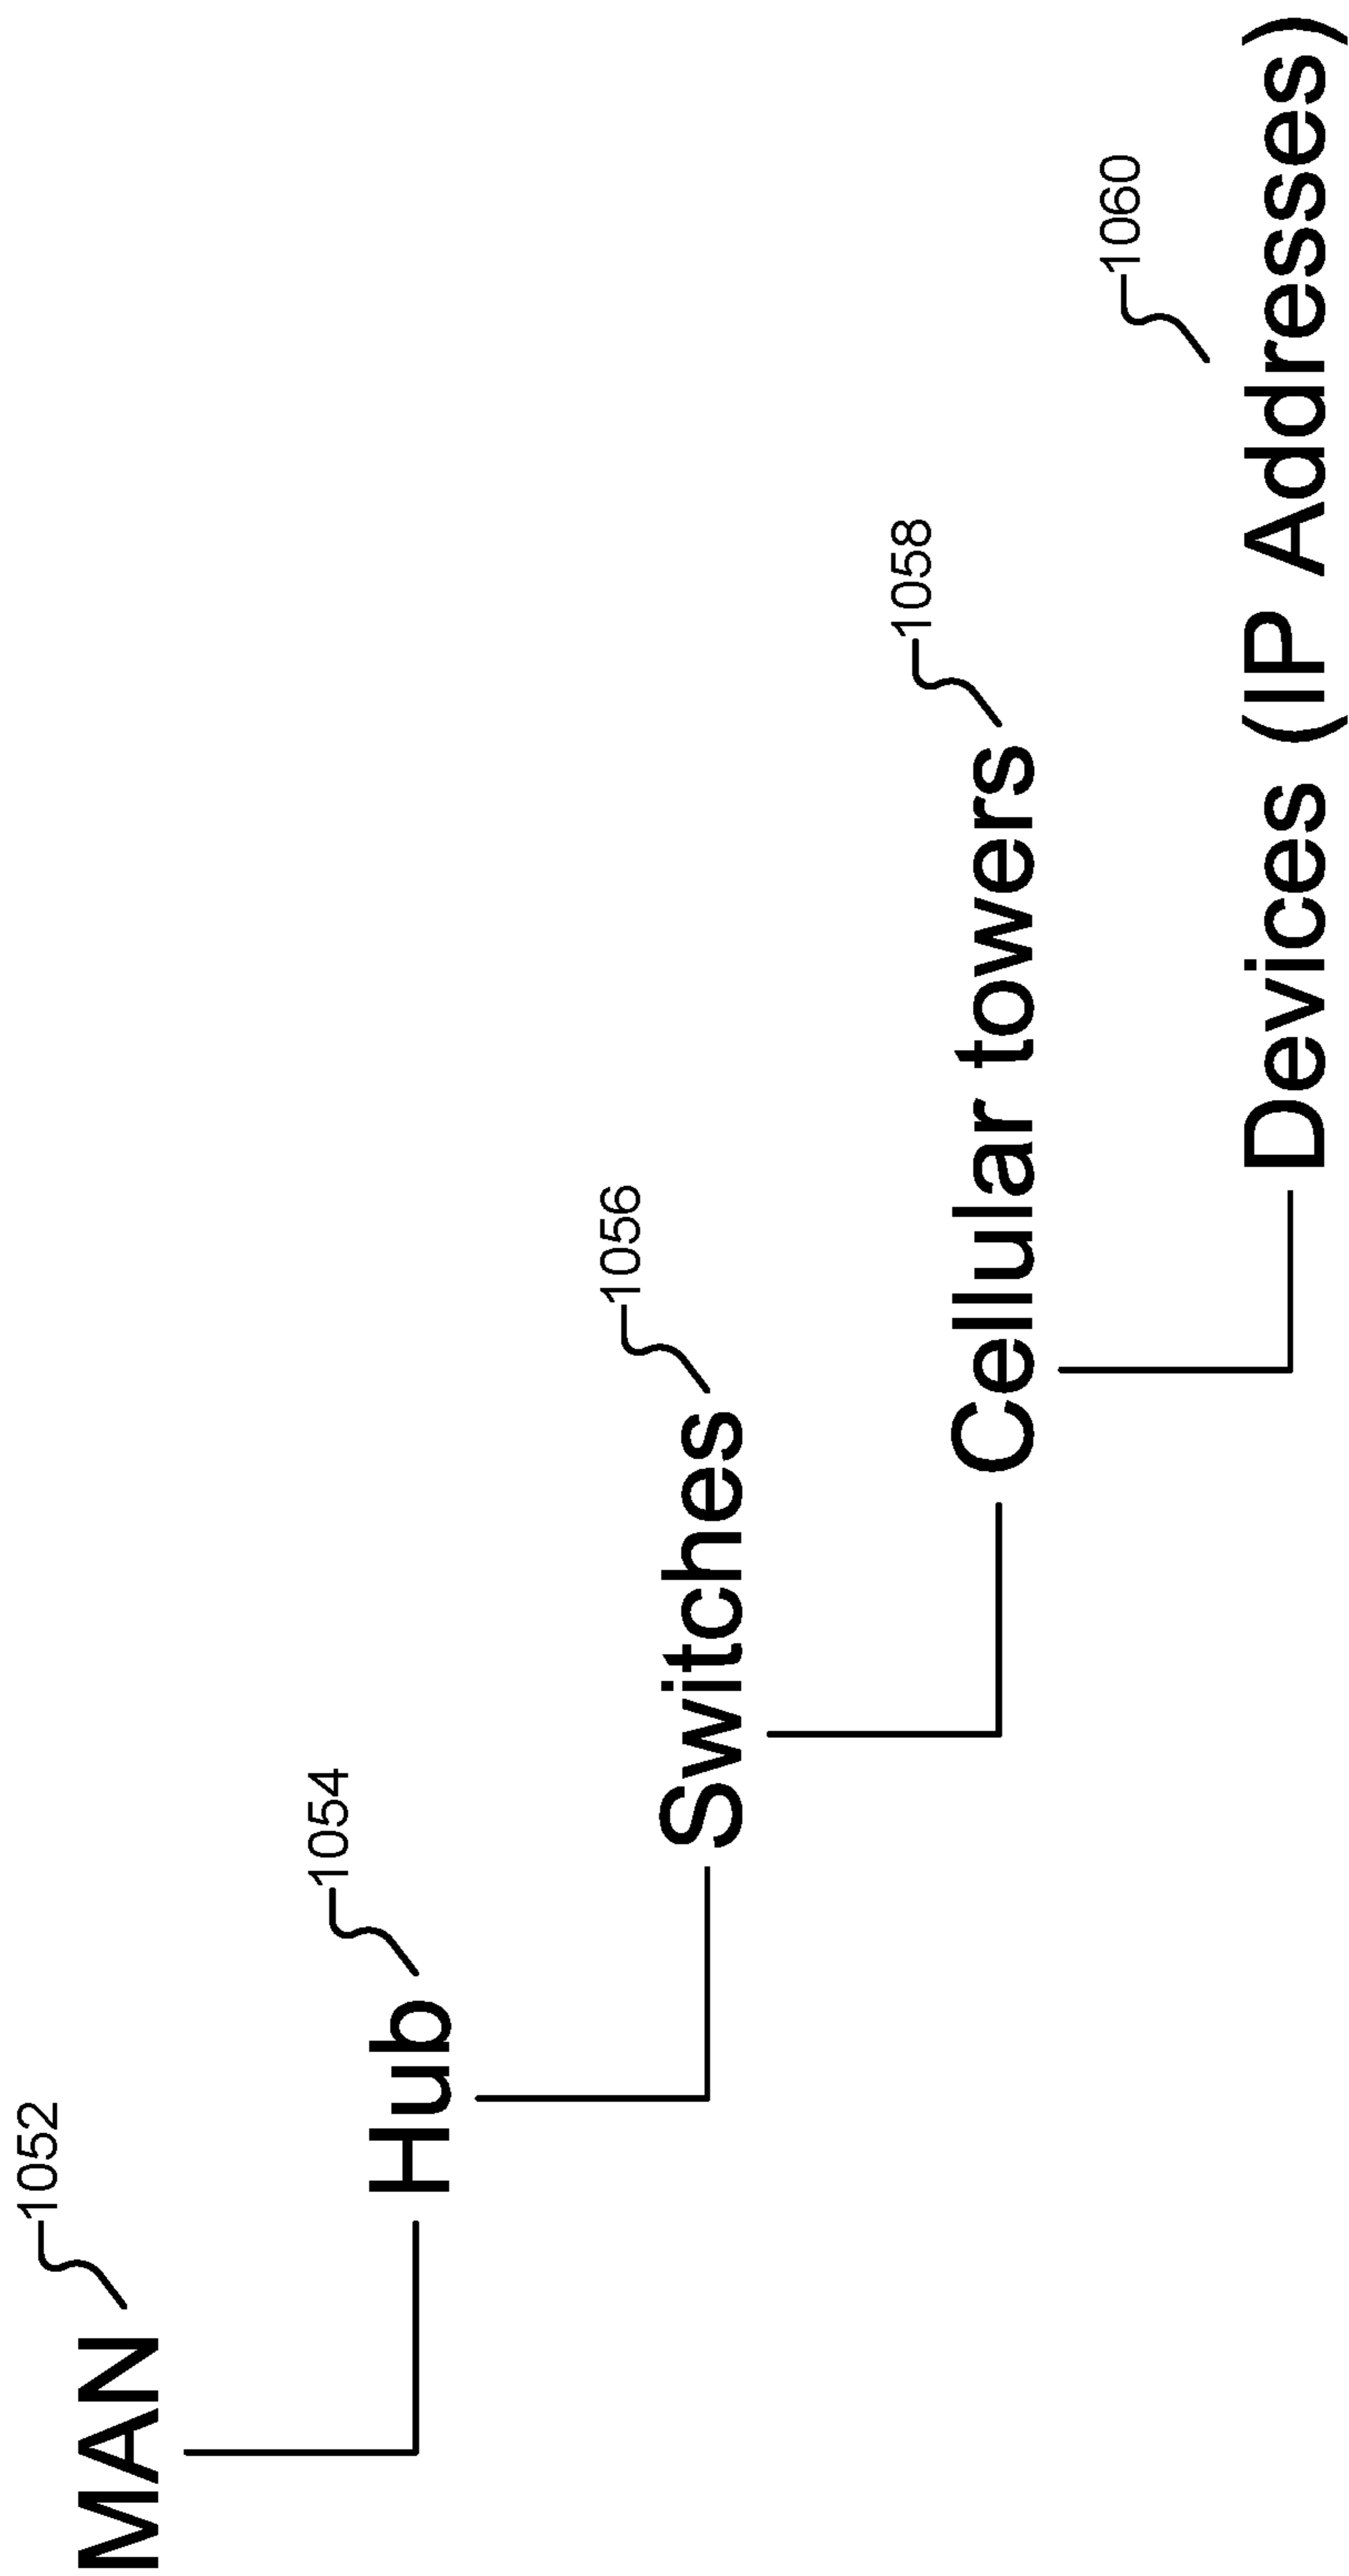 MAN
1052
Hub
1054
Switches
1056
Cellular towers
1058
Devices (IP Addresses)
1060